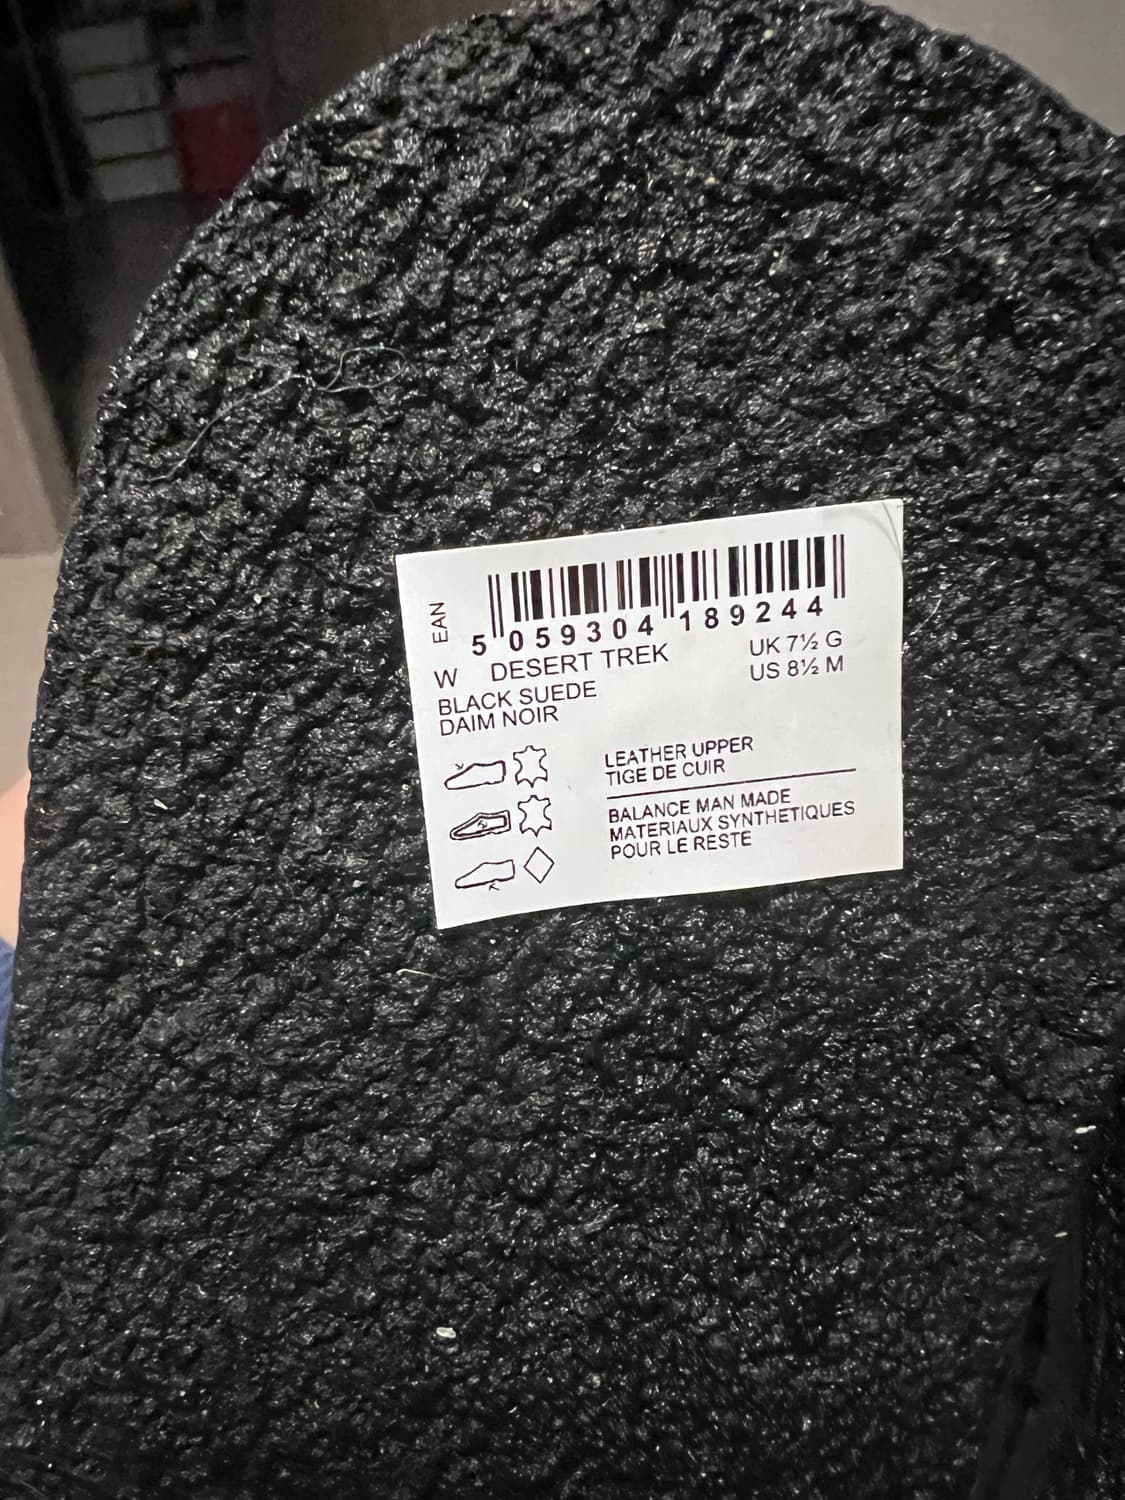 EAN
5 059304 189244
W DESERT TREK UK 7½ G
BLACK SUEDE US 8½ M
DAIM NOIR
LEATHER UPPER
TIGE DE CUIR
BALANCE MAN MADE
MATERIAUX SYNTHETIQUES
POUR LE RESTE